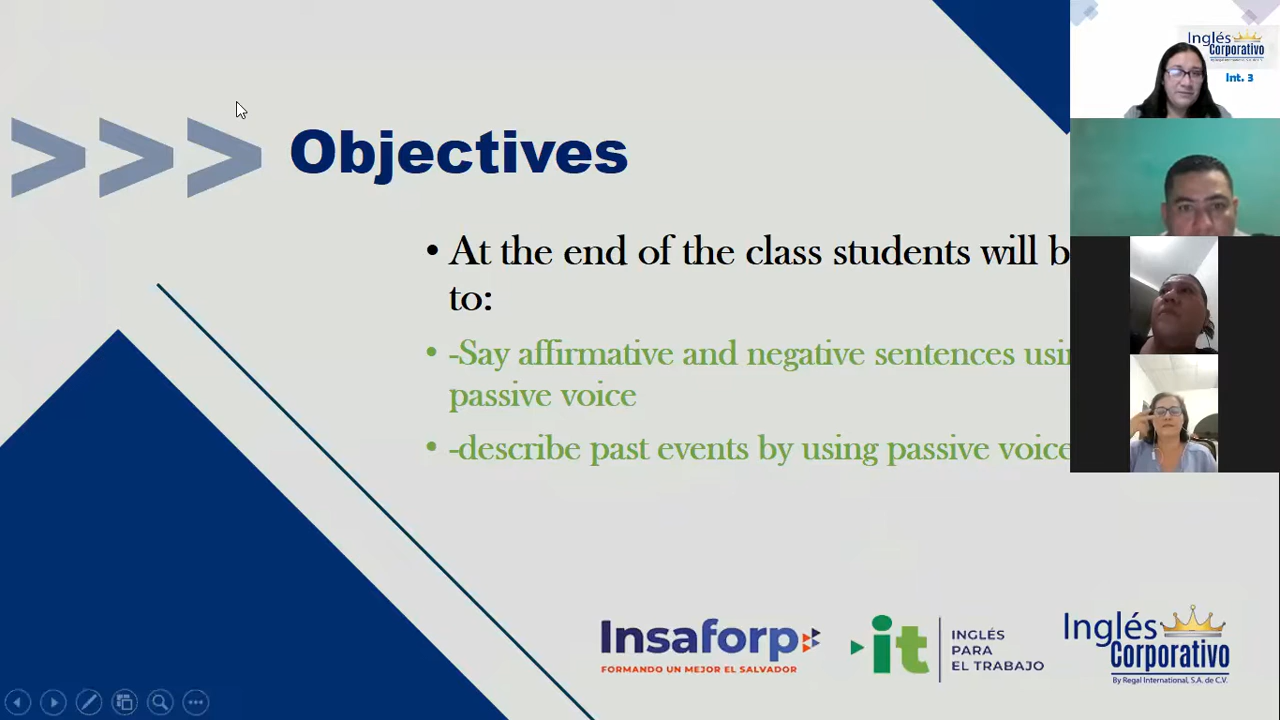 Inglés
Corporativo
Int. 3
>>> Objectives
• At the end of the class students will b
to:
• -Say affirmative and negative sentences usi
passive voice
• -describe past events by using passive voice
Insaforp
FORMANDO UN MEJOR EL SALVADOR
it
INGLÉS
PARA
EL TRABAJO
Inglés
Corporativo
By Regal International, S.A. de C.V.